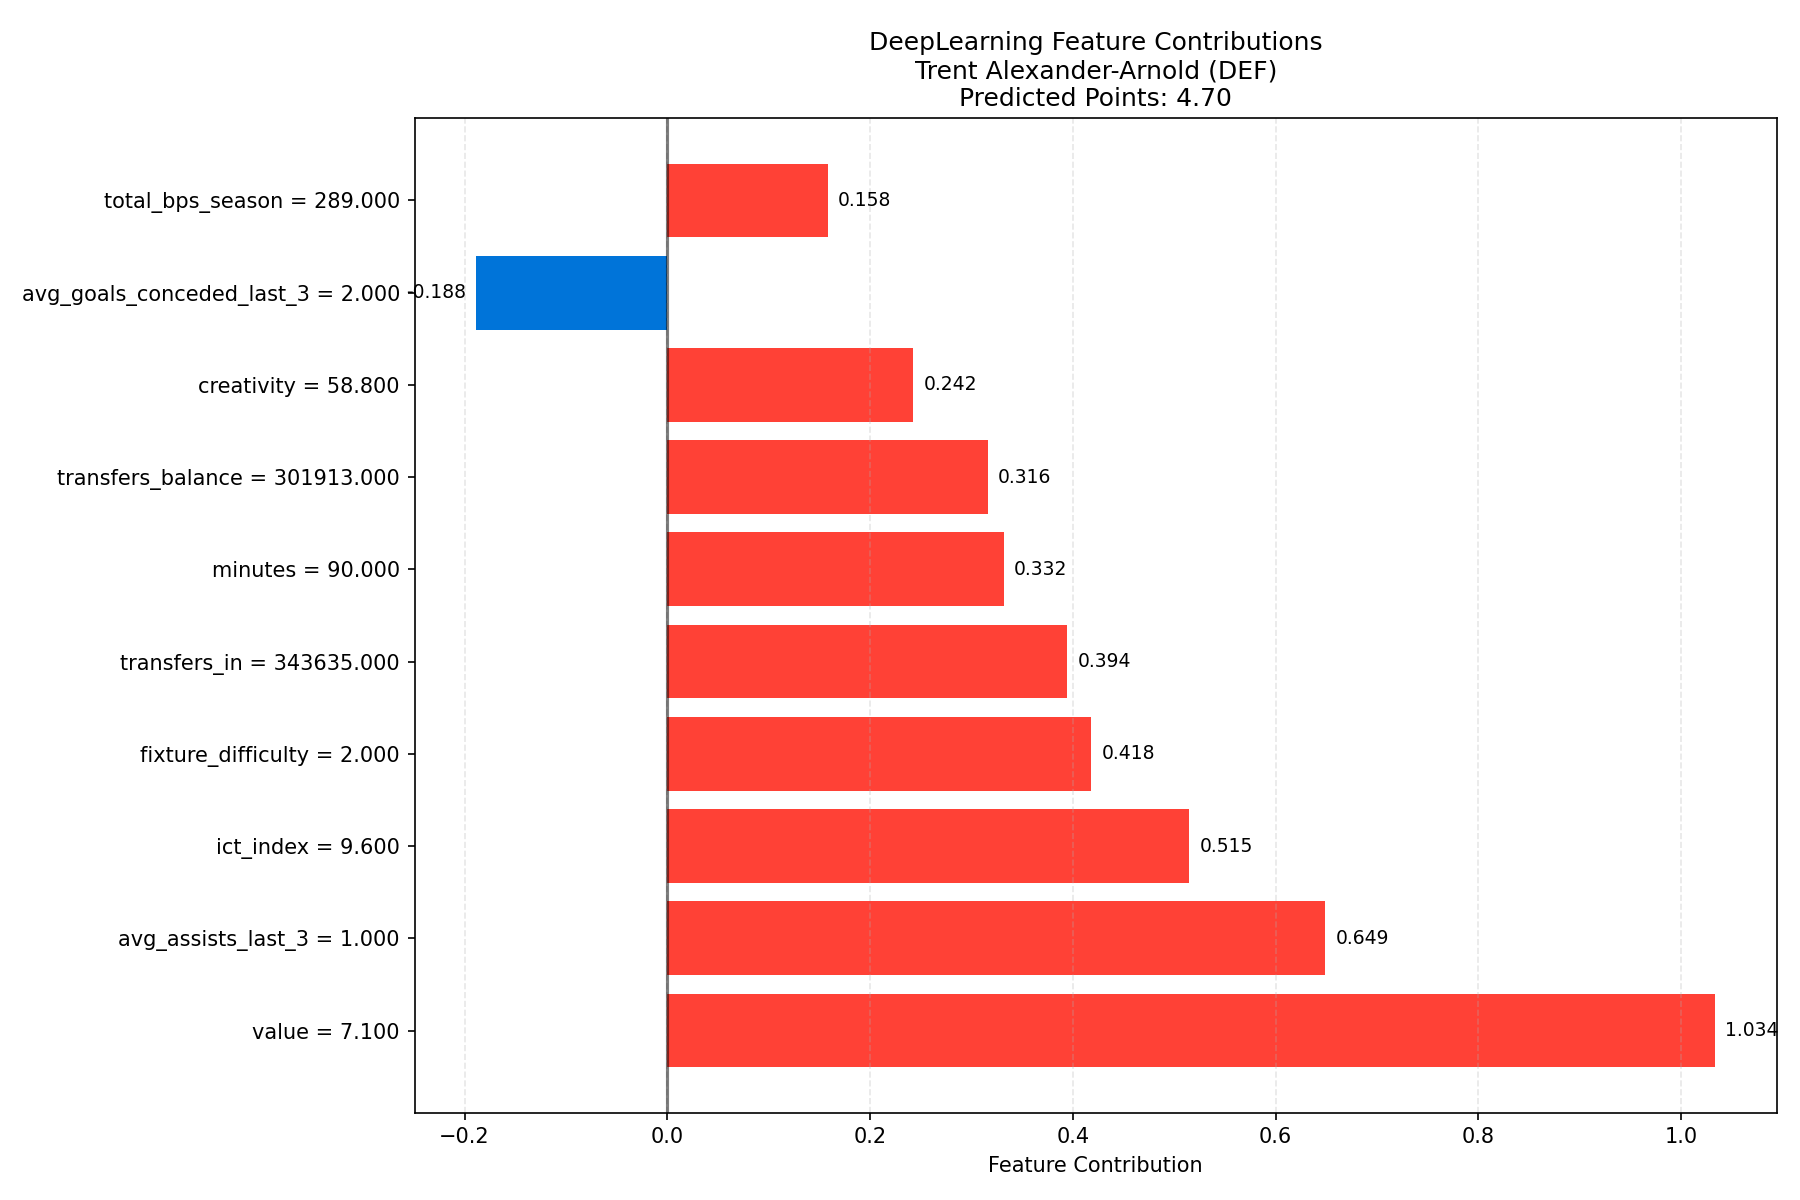 DeepLearning Feature Contributions
Trent Alexander-Arnold (DEF)
Predicted Points: 4.70
total_bps_season = 289.000
0.158
avg_goals_conceded_last_3 = 2.000
-0.188
creativity = 58.800
0.242
transfers_balance = 301913.000
0.316
minutes = 90.000
0.332
transfers_in = 343635.000
0.394
fixture_difficulty = 2.000
0.418
ict_index = 9.600
0.515
avg_assists_last_3 = 1.000
0.649
value = 7.100
1.034
−0.2 0.0 0.2 0.4 0.6 0.8 1.0
Feature Contribution